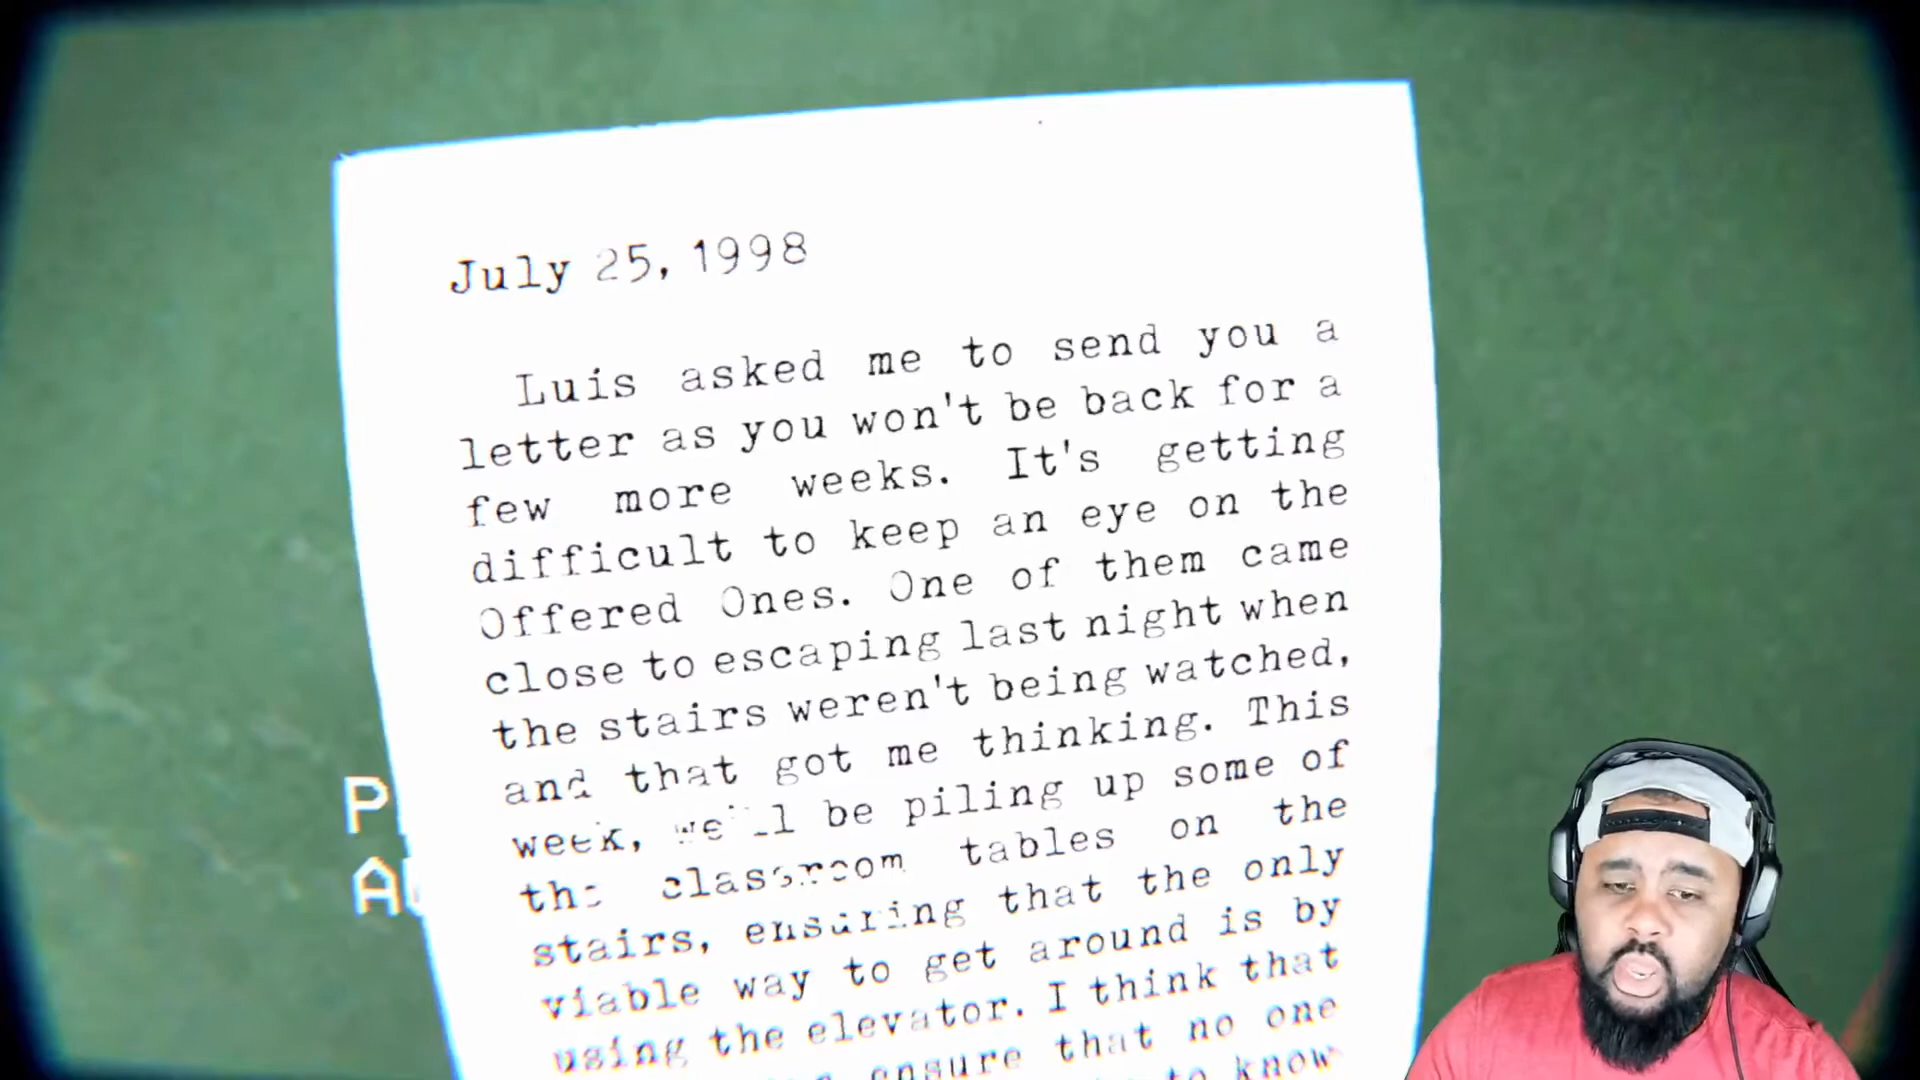 July 25, 1998
Luis asked me to send you a
letter as you won't be back for a
few more weeks. It's getting
difficult to keep an eye on the
Offered Ones. One of them came
close to escaping last night when
the stairs weren't being watched,
and that got me thinking. This
week, we'll be piling up some of
the classroom tables on the
stairs, ensuring that the only
viable way to get around is by
using the elevator. I think that
ensure that no one
to know